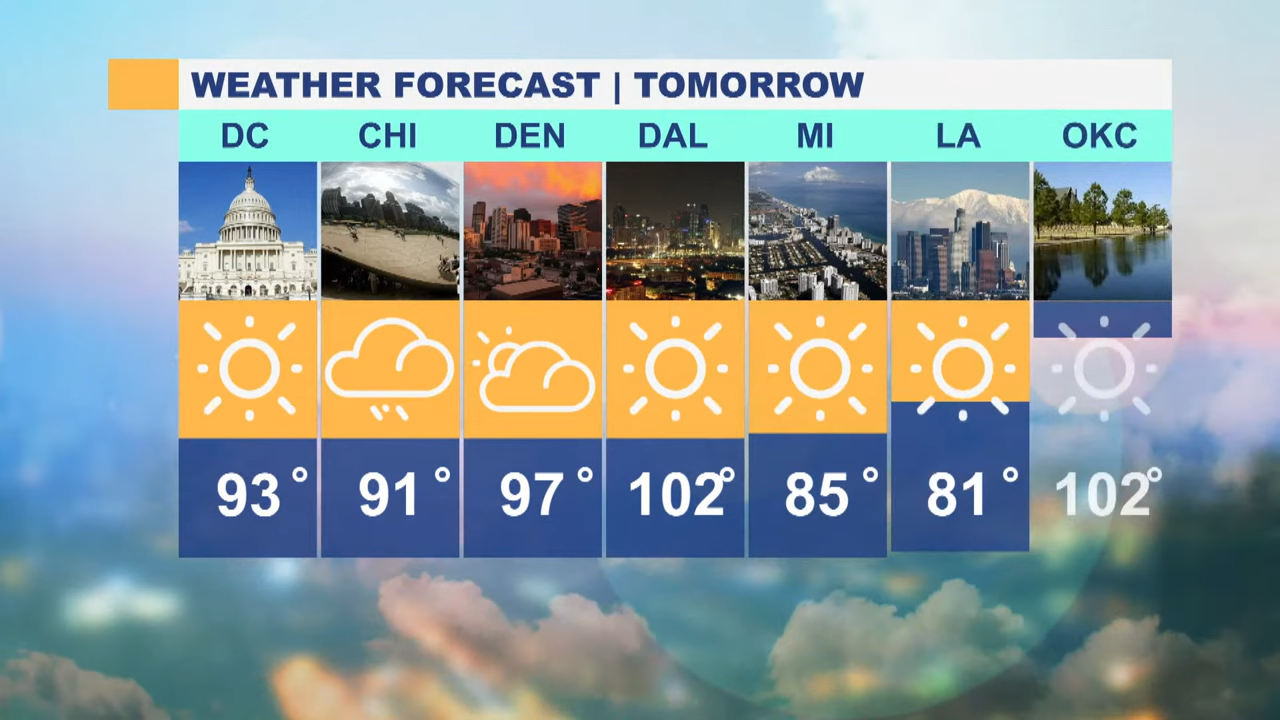 WEATHER FORECAST | TOMORROW
DC CHI DEN DAL MI LA OKC
93° 91° 97° 102° 85° 81° 102°